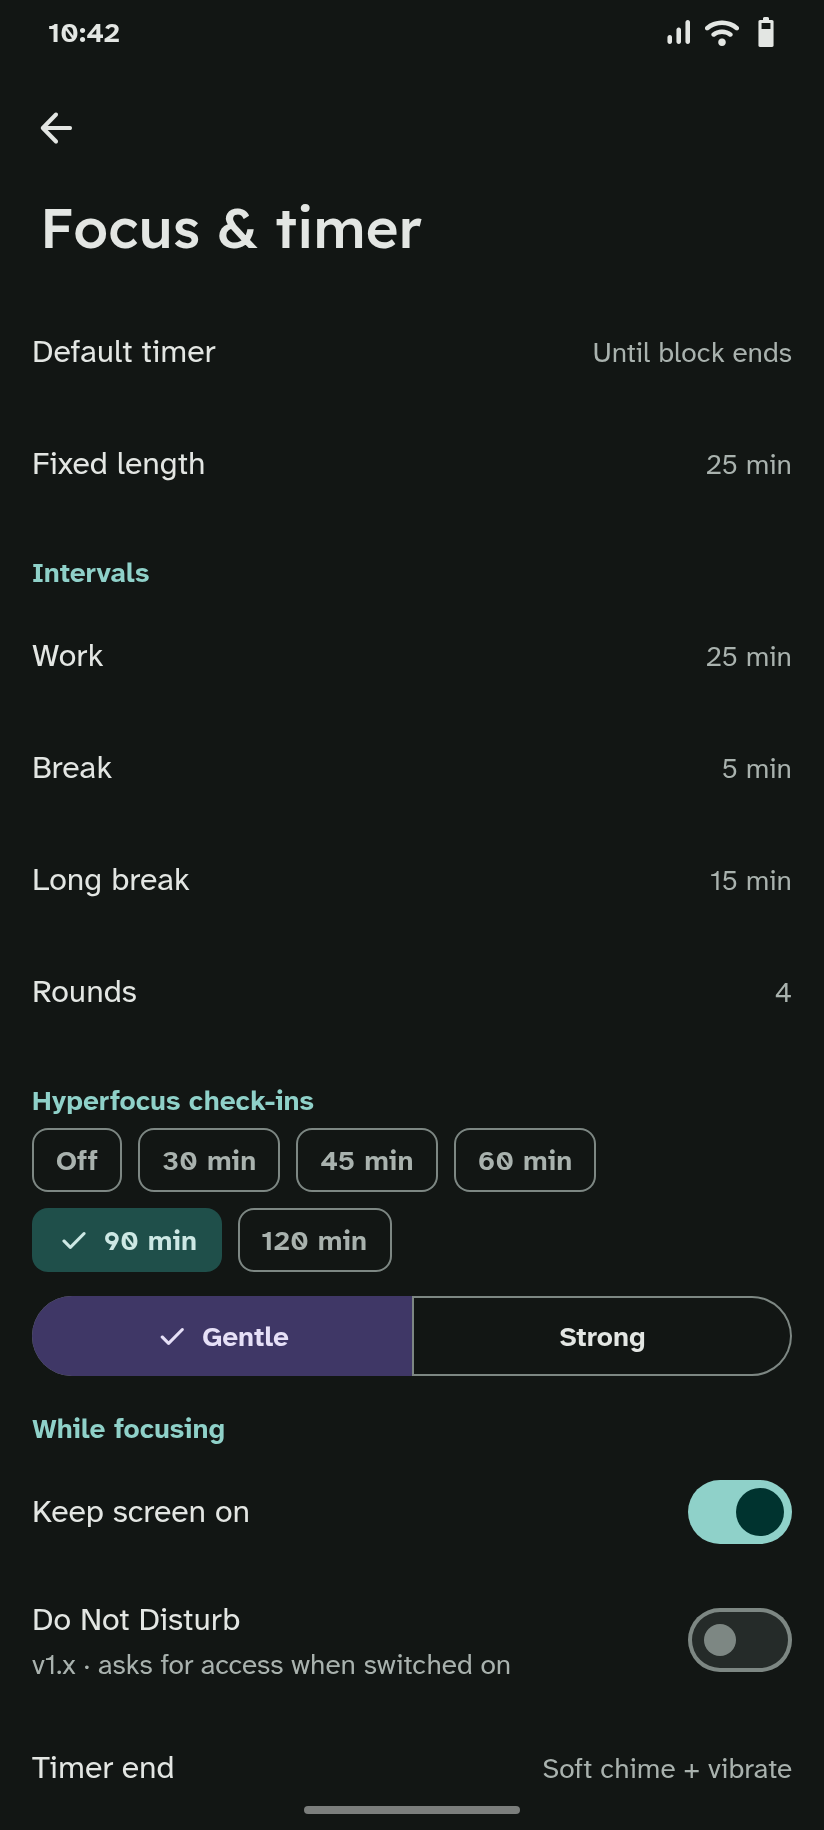 10:42
Focus & timer
Default timer Until block ends
Fixed length 25 min
Intervals
Work 25 min
Break 5 min
Long break 15 min
Rounds 4
Hyperfocus check-ins
Off 30 min 45 min 60 min
90 min 120 min
Gentle Strong
While focusing
Keep screen on
Do Not Disturb
v1.x · asks for access when switched on
Timer end Soft chime + vibrate